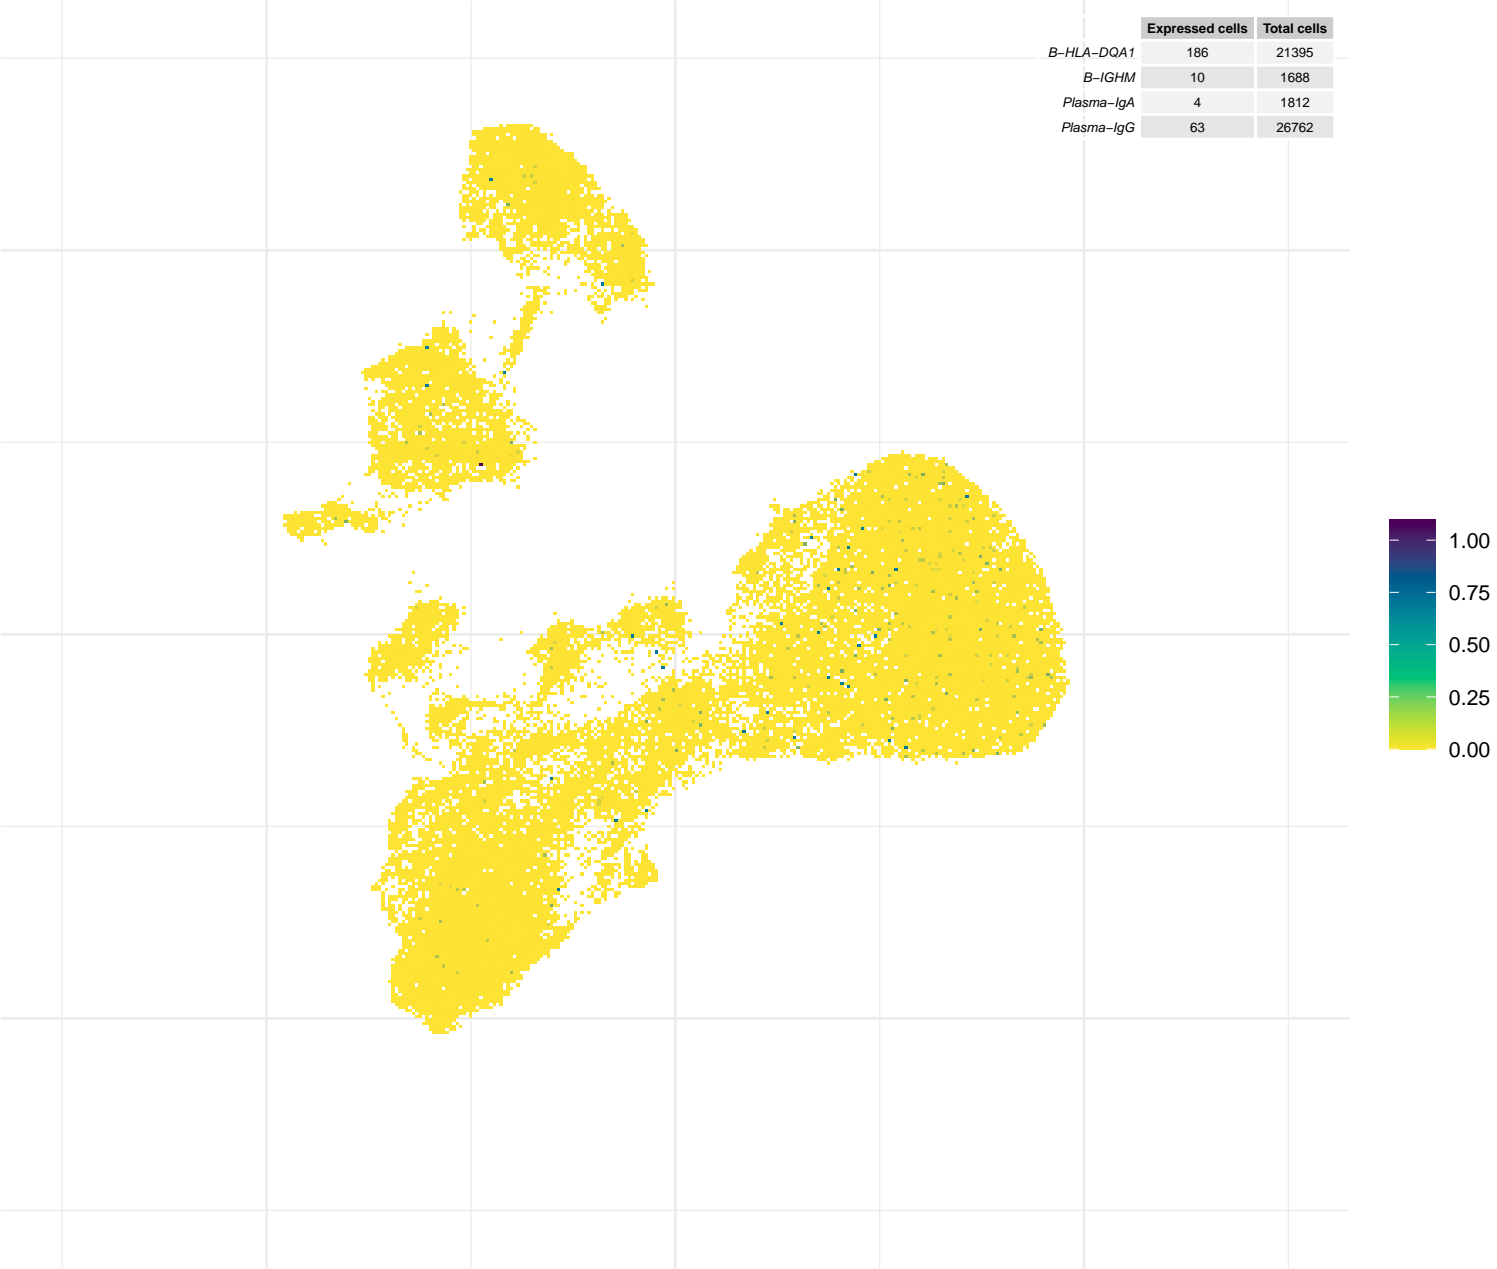 Expressed cells Total cells
B−HLA−DQA1 186 21395
B−IGHM 10 1688
Plasma−IgA 4 1812
Plasma−IgG 63 26762
1.00
0.75
0.50
0.25
0.00